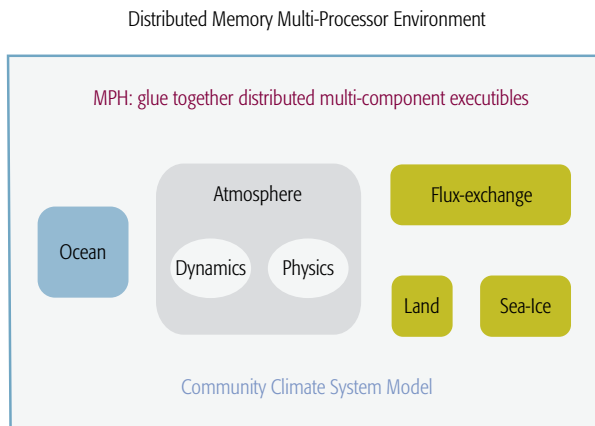 Distributed Memory Multi-Processor Environment
MPH: glue together distributed multi-component executibles
Atmosphere
Flux-exchange
Ocean
Dynamics
Physics
Land
Sea-Ice
Community Climate System Model